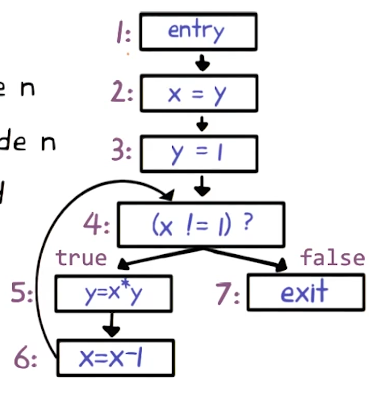 1: entry
e n
2: x = y
de n
3: y = 1
4: (x != 1) ?
true false
5: y=x*y 7: exit
6: x=x-1